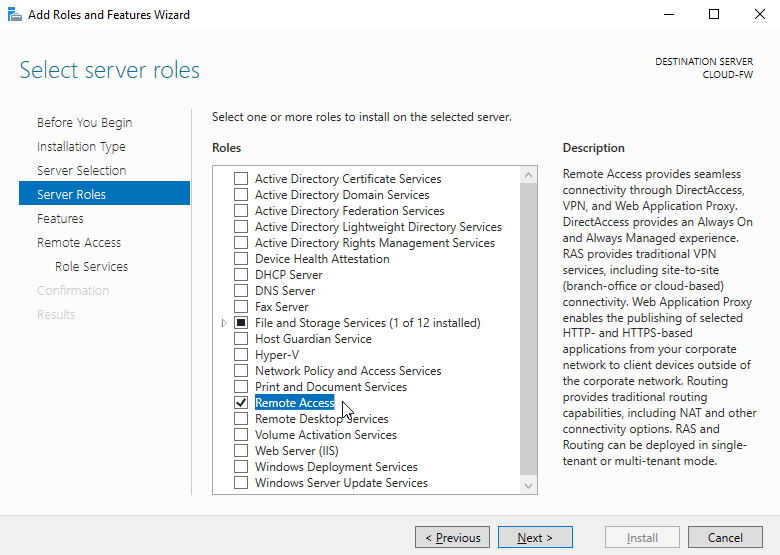 Add Roles and Features Wizard
Select server roles
DESTINATION SERVER
CLOUD-FW
Before You Begin
Installation Type
Server Selection
Server Roles
Features
Remote Access
Role Services
Confirmation
Results
Select one or more roles to install on the selected server.
Roles
Active Directory Certificate Services
Active Directory Domain Services
Active Directory Federation Services
Active Directory Lightweight Directory Services
Active Directory Rights Management Services
Device Health Attestation
DHCP Server
DNS Server
Fax Server
File and Storage Services (1 of 12 installed)
Host Guardian Service
Hyper-V
Network Policy and Access Services
Print and Document Services
Remote Access
Remote Desktop Services
Volume Activation Services
Web Server (IIS)
Windows Deployment Services
Windows Server Update Services
Description
Remote Access provides seamless
connectivity through DirectAccess,
VPN, and Web Application Proxy.
DirectAccess provides an Always On
and Always Managed experience.
RAS provides traditional VPN
services, including site-to-site
(branch-office or cloud-based)
connectivity. Web Application Proxy
enables the publishing of selected
HTTP- and HTTPS-based
applications from your corporate
network to client devices outside of
the corporate network. Routing
provides traditional routing
capabilities, including NAT and other
connectivity options. RAS and
Routing can be deployed in single-
tenant or multi-tenant mode.
< Previous
Next >
Install
Cancel